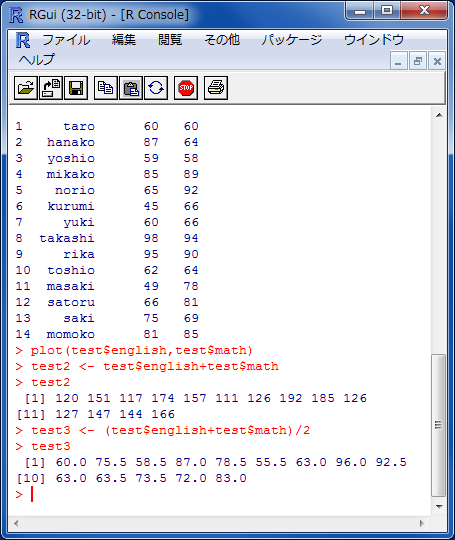 RGui (32-bit) - [R Console]
ファイル 編集 閲覧 その他 パッケージ ウインドウ
ヘルプ
STOP
1 taro 60 60
2 hanako 87 64
3 yoshio 59 58
4 mikako 85 89
5 norio 65 92
6 kurumi 45 66
7 yuki 60 66
8 takashi 98 94
9 rika 95 90
10 toshio 62 64
11 masaki 49 78
12 satoru 66 81
13 saki 75 69
14 momoko 81 85
> plot(test$english,test$math)
> test2 <- test$english+test$math
> test2
[1] 120 151 117 174 157 111 126 192 185 126
[11] 127 147 144 166
> test3 <- (test$english+test$math)/2
> test3
[1] 60.0 75.5 58.5 87.0 78.5 55.5 63.0 96.0 92.5
[10] 63.0 63.5 73.5 72.0 83.0
>